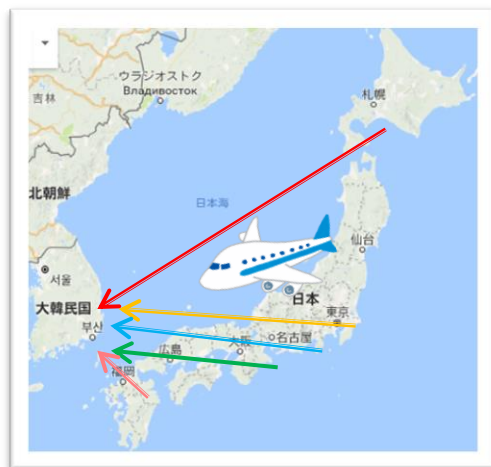 ウラジオストク
Владивосток
吉林
札幌
北朝鮮
日本海
仙台
서울
日本
大韓民国
東京
부산
名古屋
大阪
広島
福岡